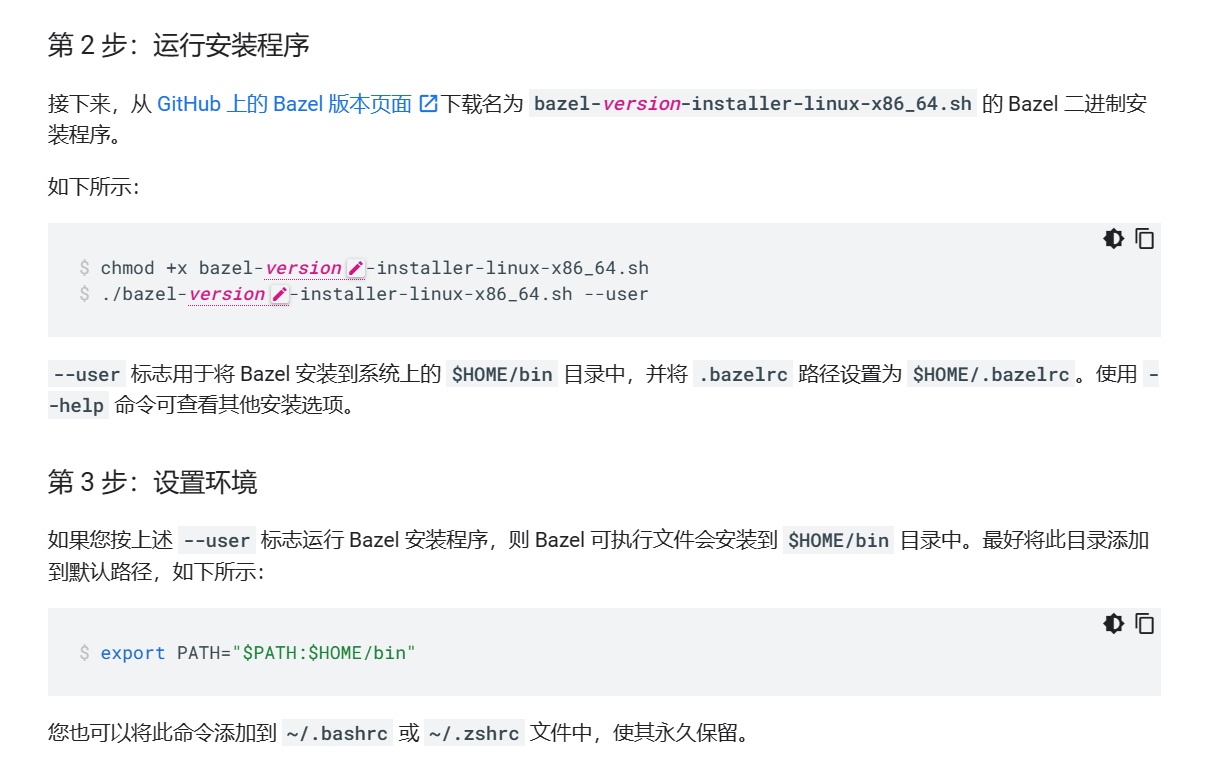 第 2 步：运行安装程序
接下来，从 GitHub 上的 Bazel 版本页面 下载名为 bazel-version-installer-linux-x86_64.sh 的 Bazel 二进制安
装程序。
如下所示：
$ chmod +x bazel-version-installer-linux-x86_64.sh
$ ./bazel-version-installer-linux-x86_64.sh --user
--user 标志用于将 Bazel 安装到系统上的 $HOME/bin 目录中，并将 .bazelrc 路径设置为 $HOME/.bazelrc。使用 -
-help 命令可查看其他安装选项。
第 3 步：设置环境
如果您按上述 --user 标志运行 Bazel 安装程序，则 Bazel 可执行文件会安装到 $HOME/bin 目录中。最好将此目录添加
到默认路径，如下所示：
$ export PATH="$PATH:$HOME/bin"
您也可以将此命令添加到 ~/.bashrc 或 ~/.zshrc 文件中，使其永久保留。